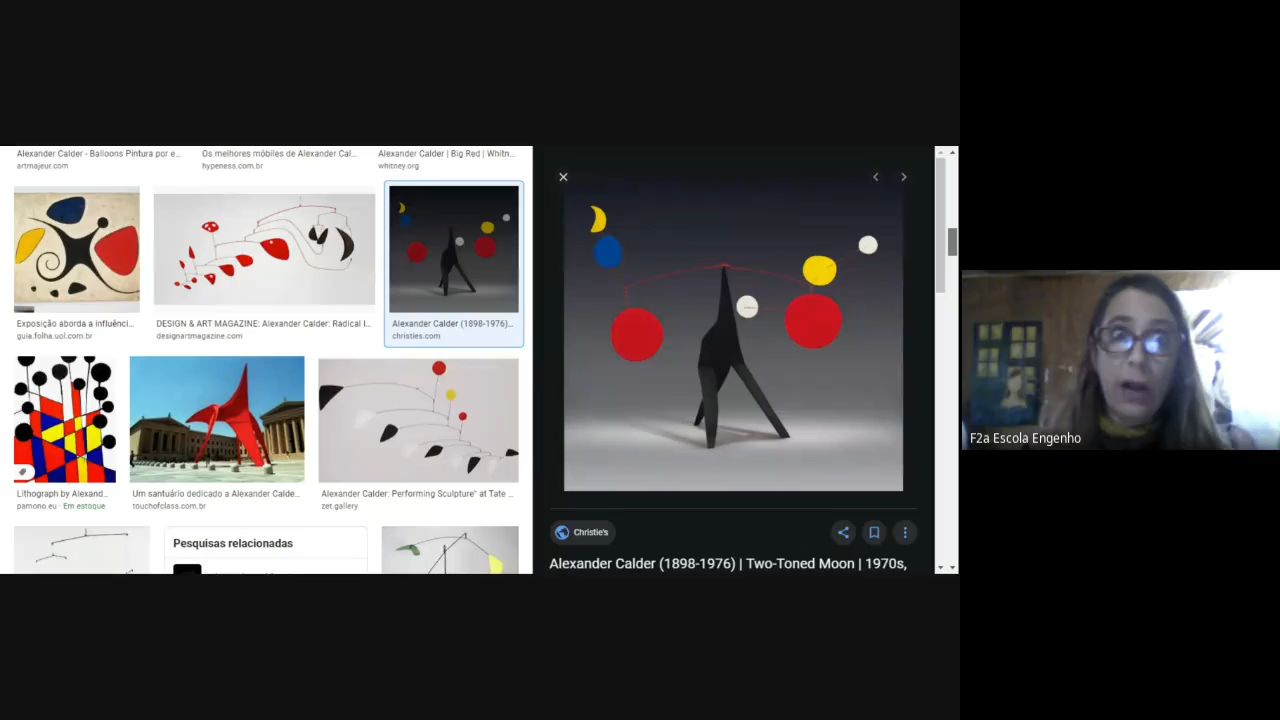 Alexander Calder - Balloons Pintura por e...
artmajeur.com
Os melhores móbiles de Alexander Cal...
hypeness.com.br
Alexander Calder | Big Red | Whitn...
whitney.org
Exposição aborda a influênci...
guia.folha.uol.com.br
DESIGN & ART MAGAZINE: Alexander Calder: Radical I...
designartmagazine.com
Alexander Calder (1898-1976)...
christies.com
Lithograph by Alexand...
pamono.eu · Em estoque
Um santuário dedicado a Alexander Calde...
touchofclass.com.br
Alexander Calder: Performing Sculpture" at Tate ...
zet.gallery
Pesquisas relacionadas
Christie's
Alexander Calder (1898-1976) | Two-Toned Moon | 1970s,
F2a Escola Engenho